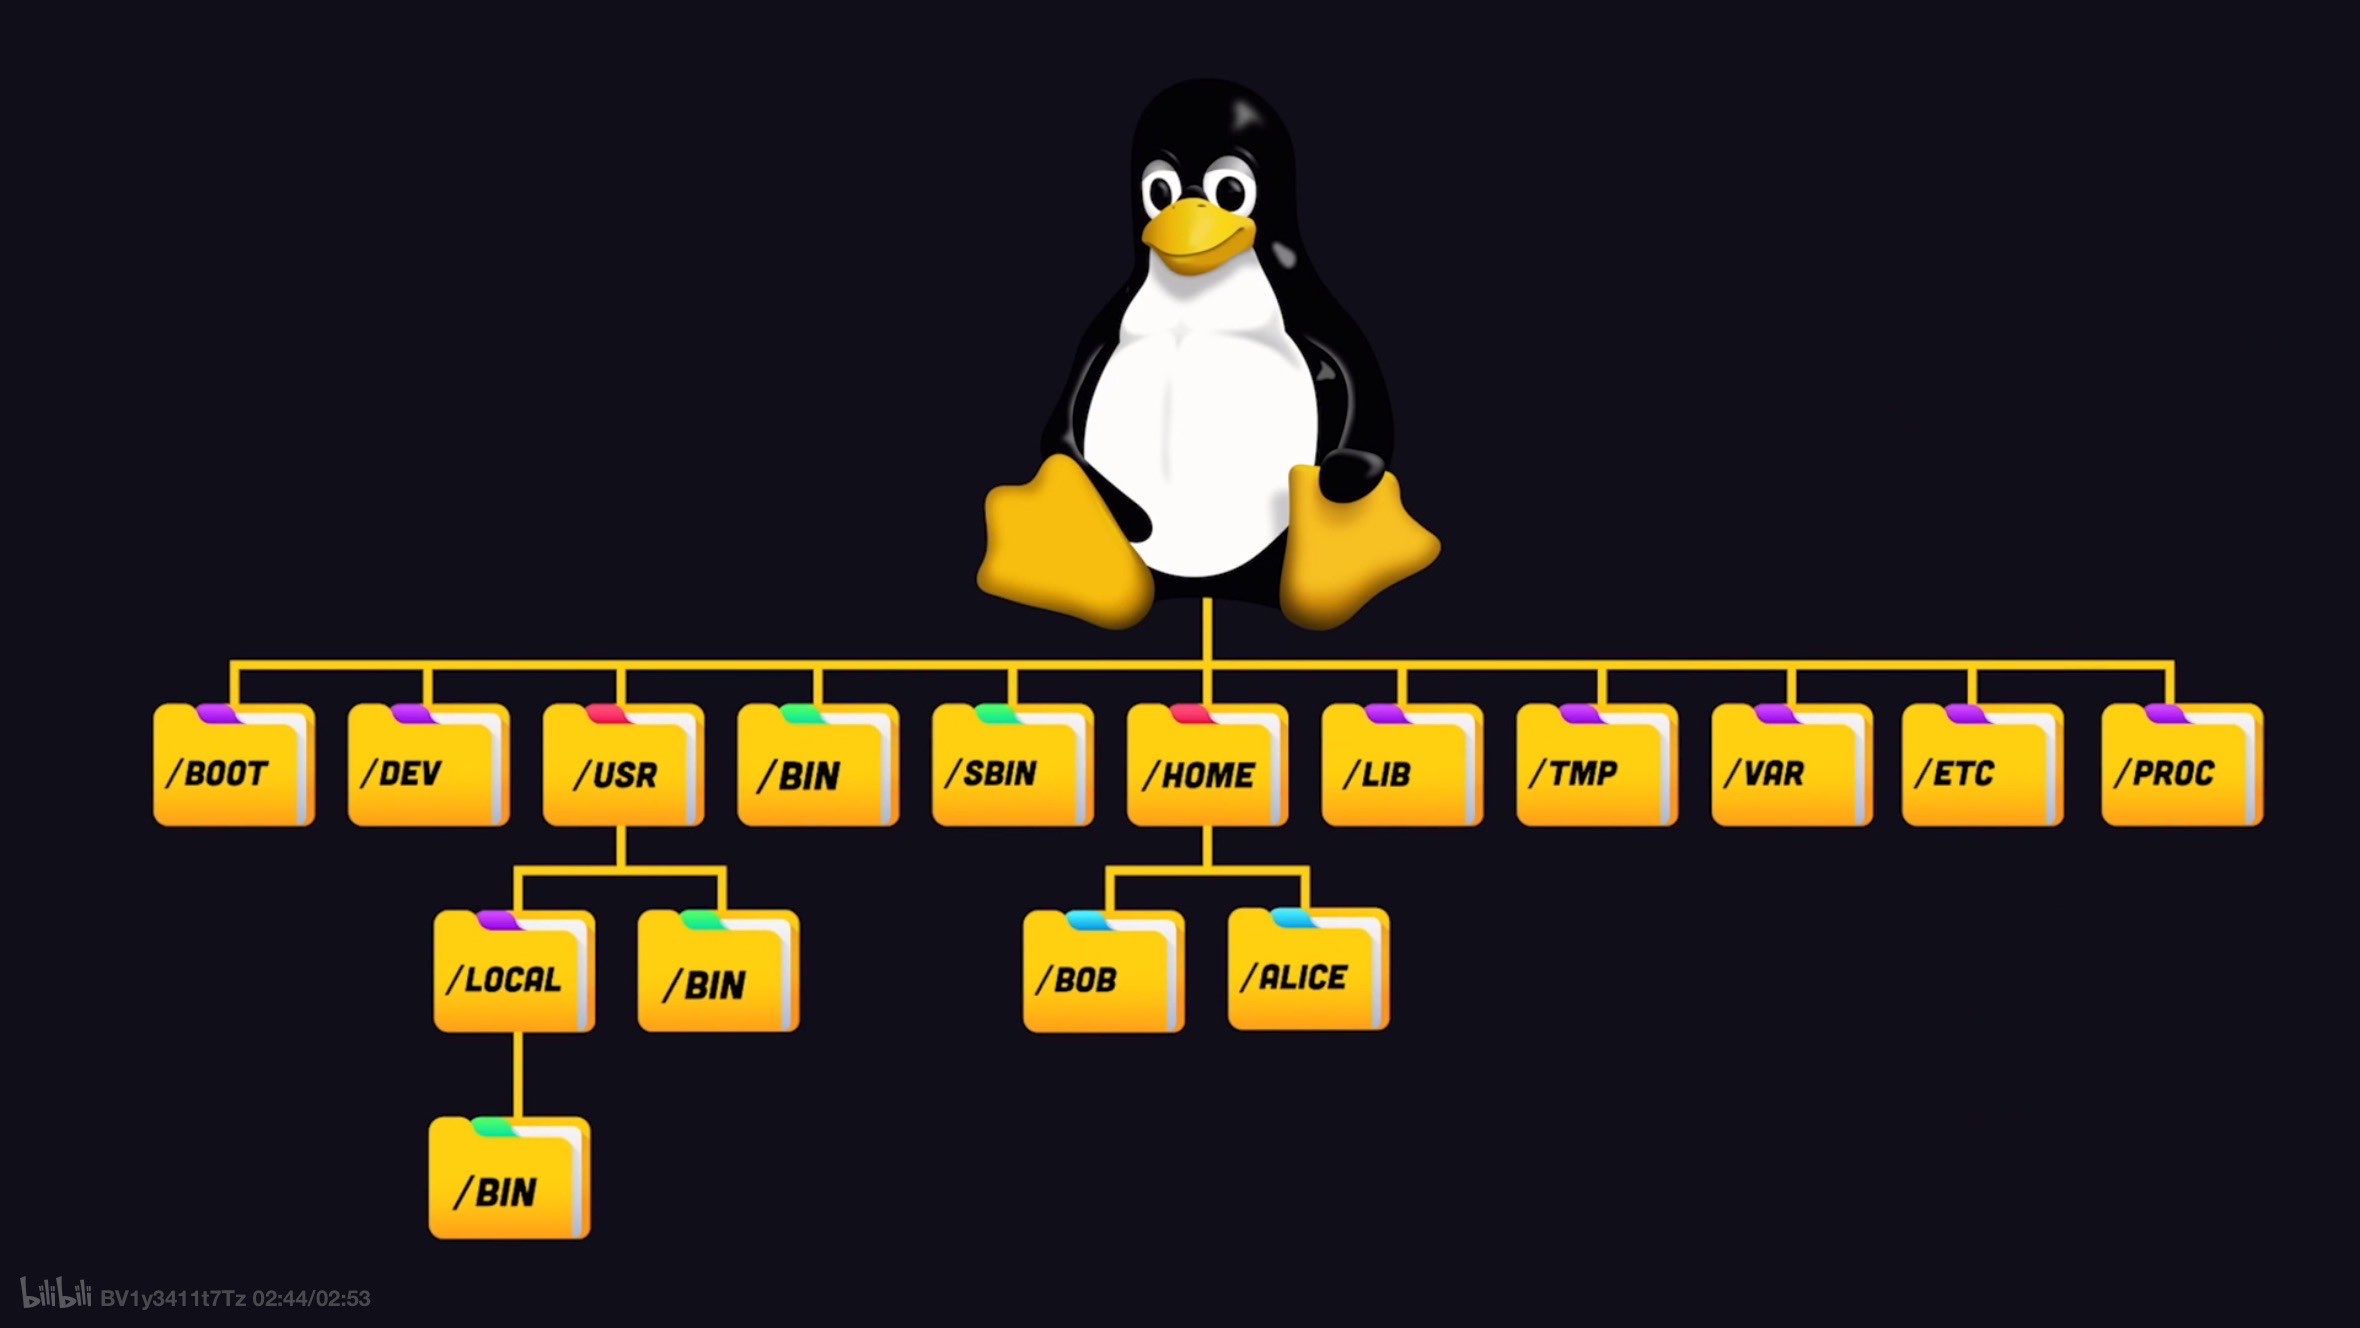 /BOOT
/DEV
/USR
/BIN
/SBIN
/HOME
/LIB
/TMP
/VAR
/ETC
/PROC
/LOCAL
/BIN
/BOB
/ALICE
/BIN
bilibili BV1y3411t7Tz 02:44/02:53